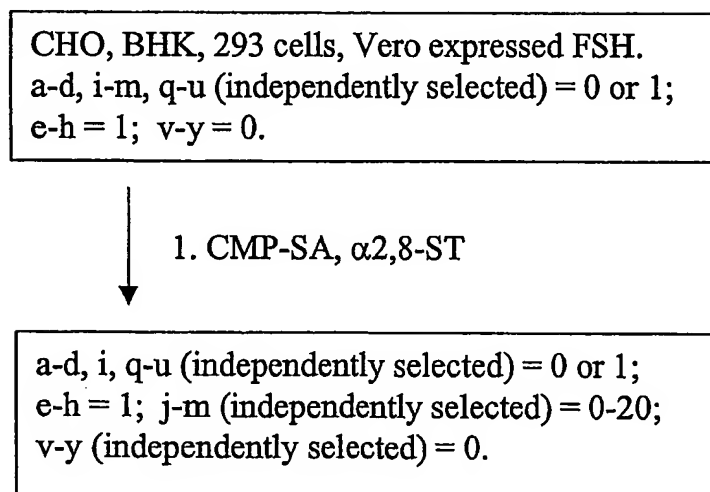 CHO, BHK, 293 cells, Vero expressed FSH.
a-d, i-m, q-u (independently selected) = 0 or 1;
e-h = 1; v-y = 0.
1. CMP-SA, α2,8-ST
a-d, i, q-u (independently selected) = 0 or 1;
e-h = 1; j-m (independently selected) = 0-20;
v-y (independently selected) = 0.